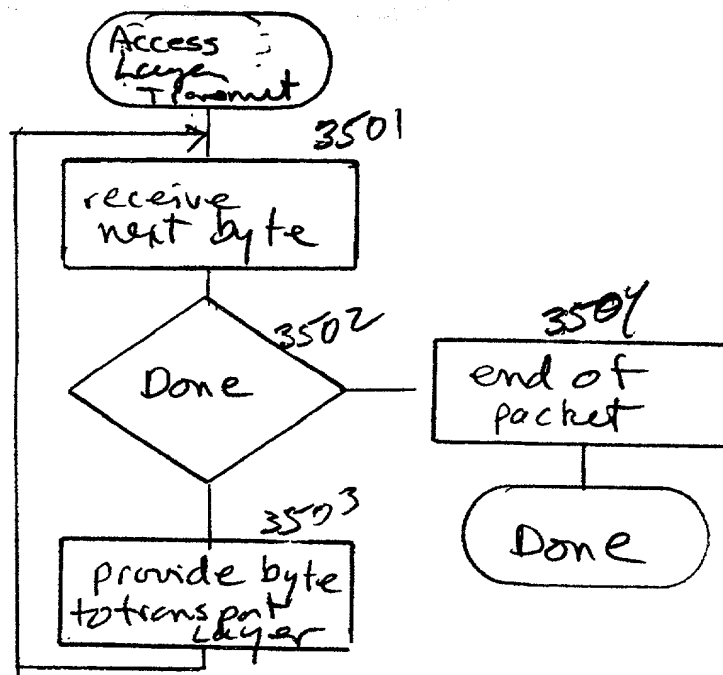 Access
Layer
Transmit
3501
receive
next byte
3502
Done
3504
end of
packet
3503
provide byte
to transport
Layer
Done